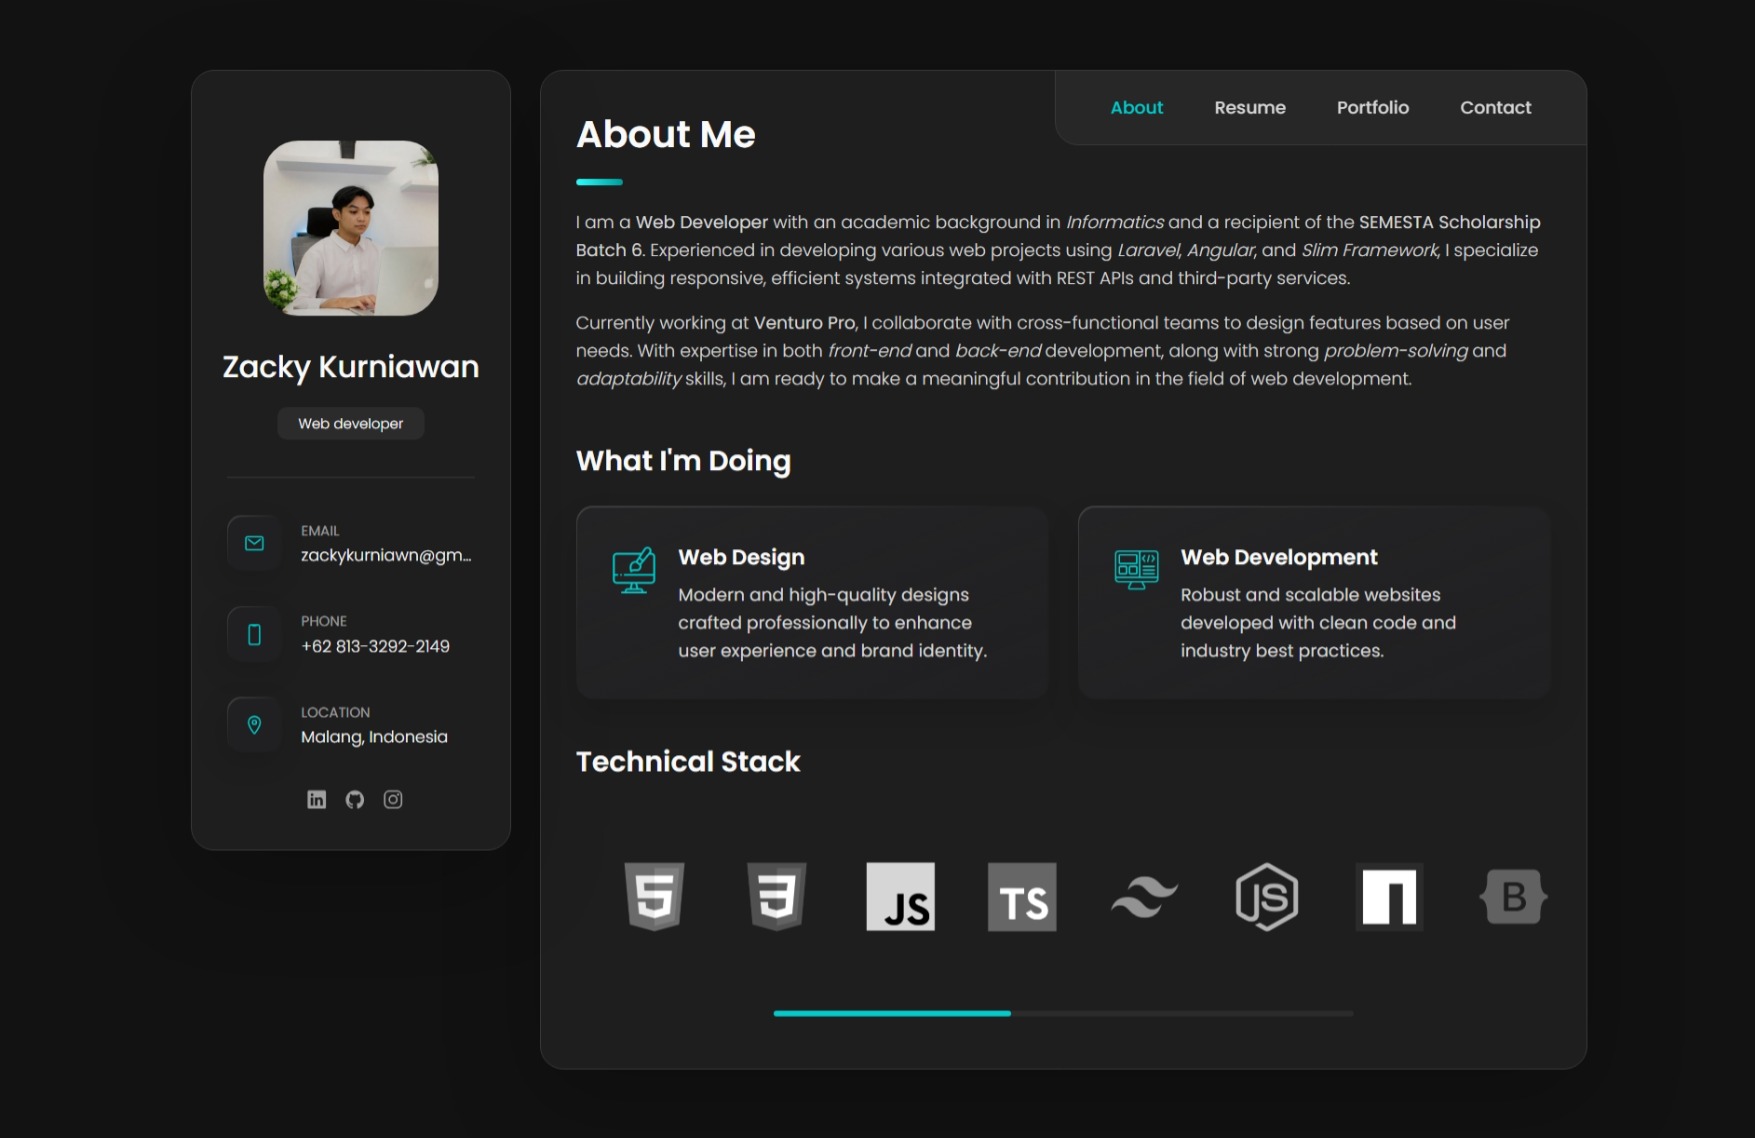 Zacky Kurniawan
Web developer
EMAIL
zackykurniawn@gm...
PHONE
+62 813-3292-2149
LOCATION
Malang, Indonesia
About
Resume
Portfolio
Contact
About Me
I am a Web Developer with an academic background in Informatics and a recipient of the SEMESTA Scholarship
Batch 6. Experienced in developing various web projects using Laravel, Angular, and Slim Framework, I specialize
in building responsive, efficient systems integrated with REST APIs and third-party services.
Currently working at Venturo Pro, I collaborate with cross-functional teams to design features based on user
needs. With expertise in both front-end and back-end development, along with strong problem-solving and
adaptability skills, I am ready to make a meaningful contribution in the field of web development.
What I'm Doing
Web Design
Modern and high-quality designs
crafted professionally to enhance
user experience and brand identity.
Web Development
Robust and scalable websites
developed with clean code and
industry best practices.
Technical Stack
5
3
JS
TS
JS
B